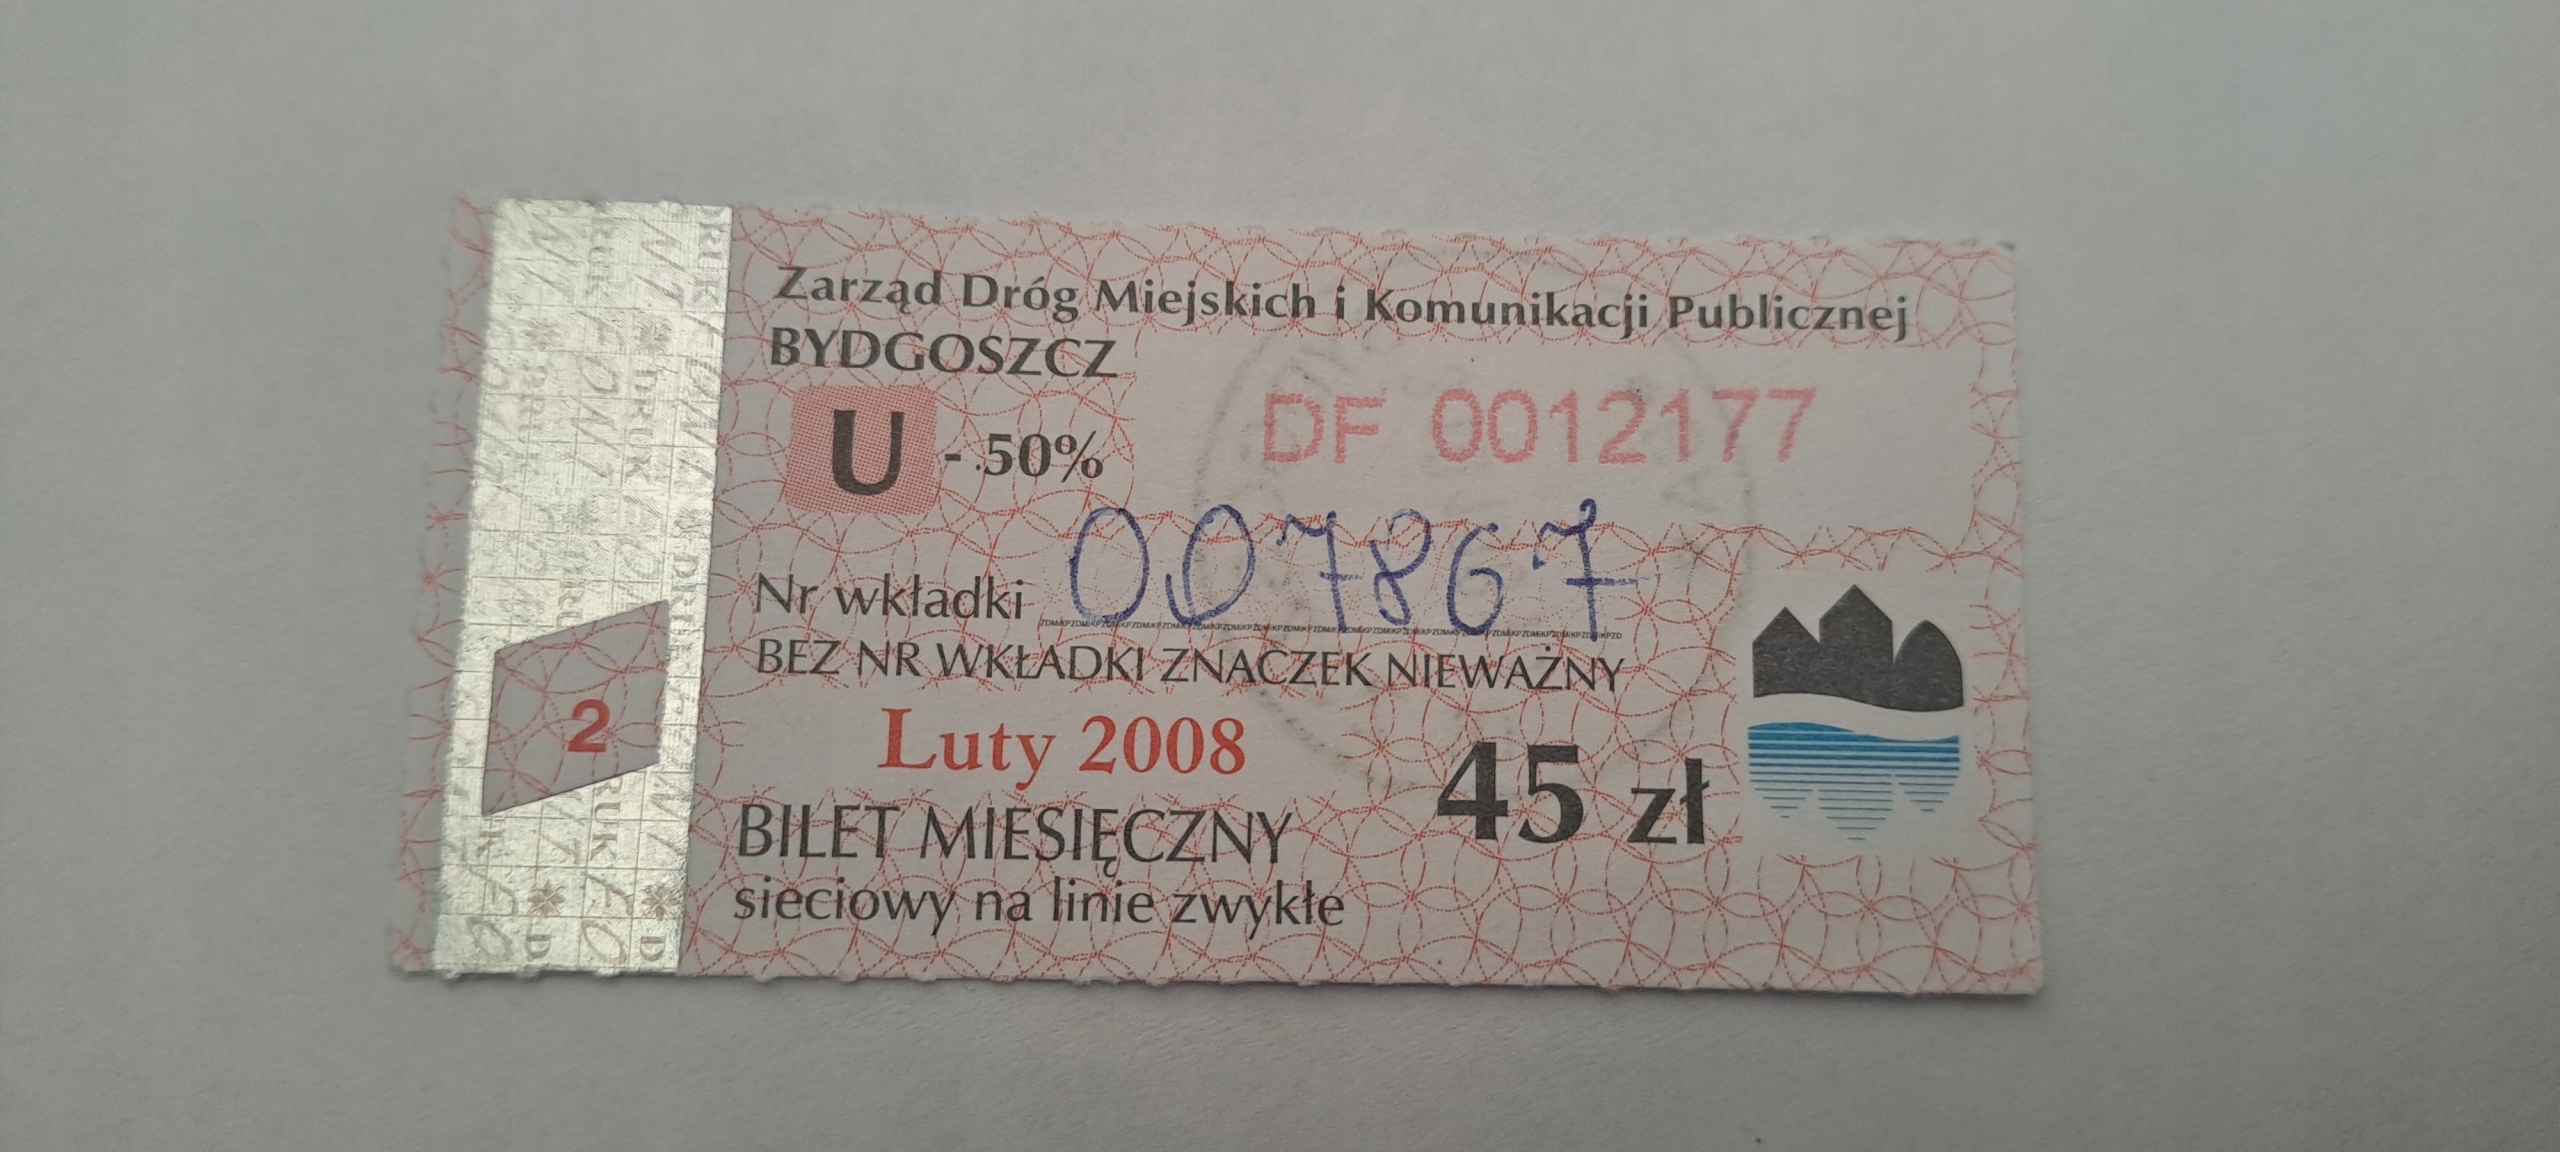 Zarząd Dróg Miejskich i Komunikacji Publicznej
BYDGOSZCZ
U - 50%
DF 0012177
Nr wkładki 007867
BEZ NR WKŁADKI ZNACZEK NIEWAŻNY
2
Luty 2008
45 zł
BILET MIESIĘCZNY
sieciowy na linie zwykłe